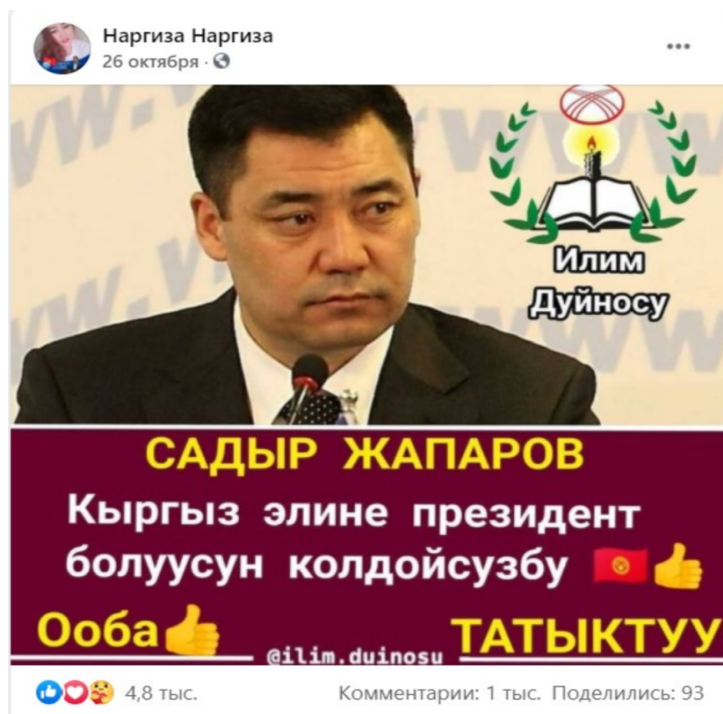 Наргиза Наргиза
26 октября ·
Илим
Дуйносу
САДЫР ЖАПАРОВ
Кыргыз элине президент
болуусун колдойсузбу
Ооба
ТАТЫКТУУ
@ilim.duinosu
4,8 тыс.
Комментарии: 1 тыс. Поделились: 93